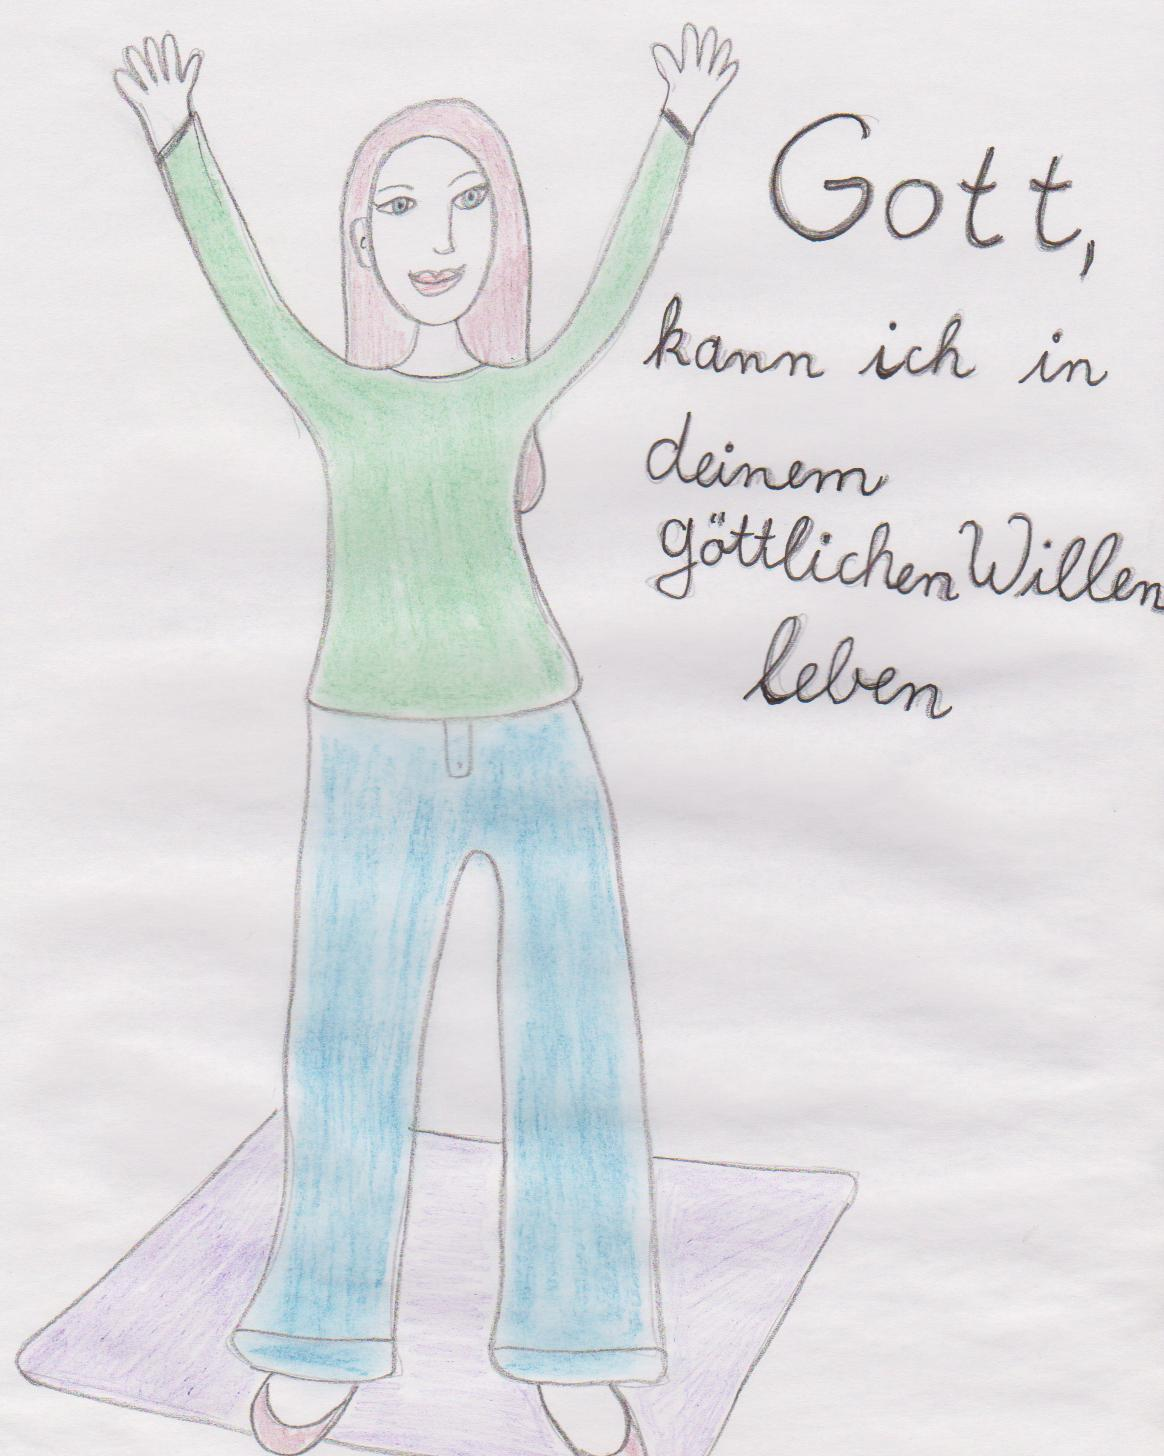 Gott,
kann ich in
deinem
göttlichen Willen
leben